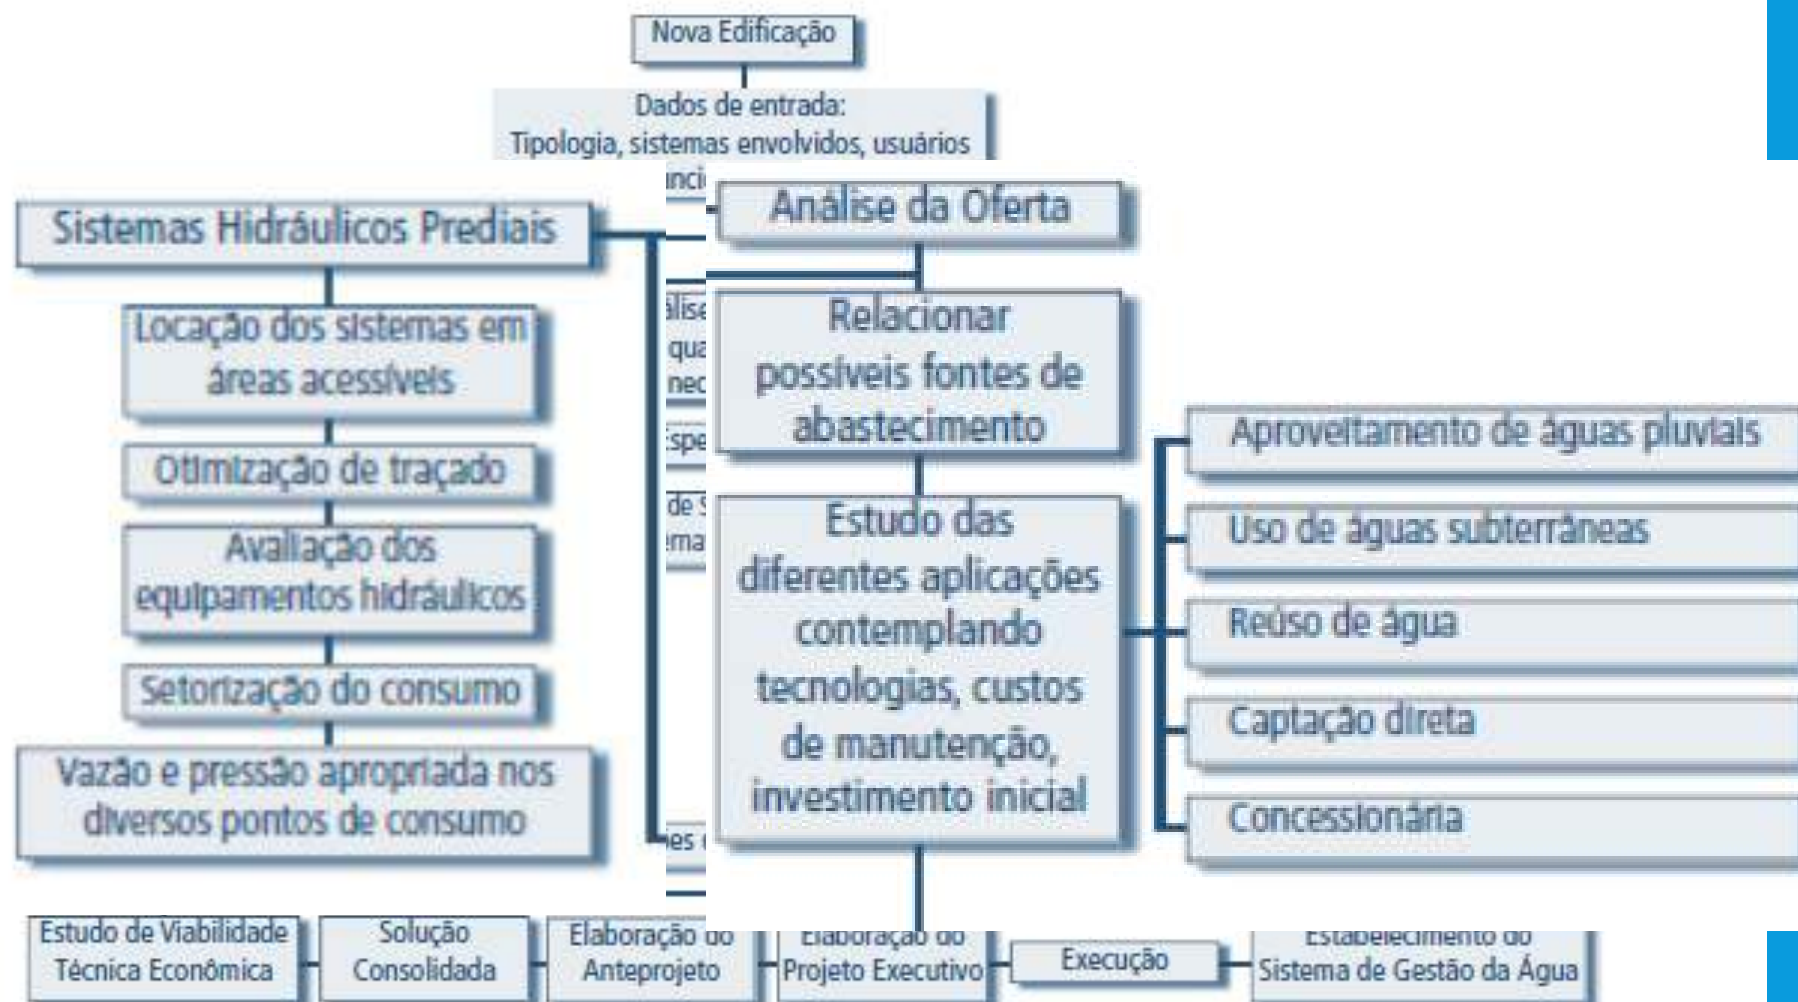 Nova Edificação
Dados de entrada:
Tipologia, sistemas envolvidos, usuários
Sistemas Hidráulicos Prediais
Locação dos sistemas em
áreas acessíveis
Otimização de traçado
Avaliação dos
equipamentos hidráulicos
Setorização do consumo
Vazão e pressão apropriada nos
diversos pontos de consumo
Análise da Oferta
Relacionar
possíveis fontes de
abastecimento
Estudo das
diferentes aplicações
contemplando
tecnologias, custos
de manutenção,
investimento inicial
Aproveitamento de águas pluviais
Uso de águas subterrâneas
Reúso de água
Captação direta
Concessionária
Estudo de Viabilidade
Técnica Econômica
Solução
Consolidada
Elaboração do
Anteprojeto
Elaboração do
Projeto Executivo
Execução
Estabelecimento do
Sistema de Gestão da Água